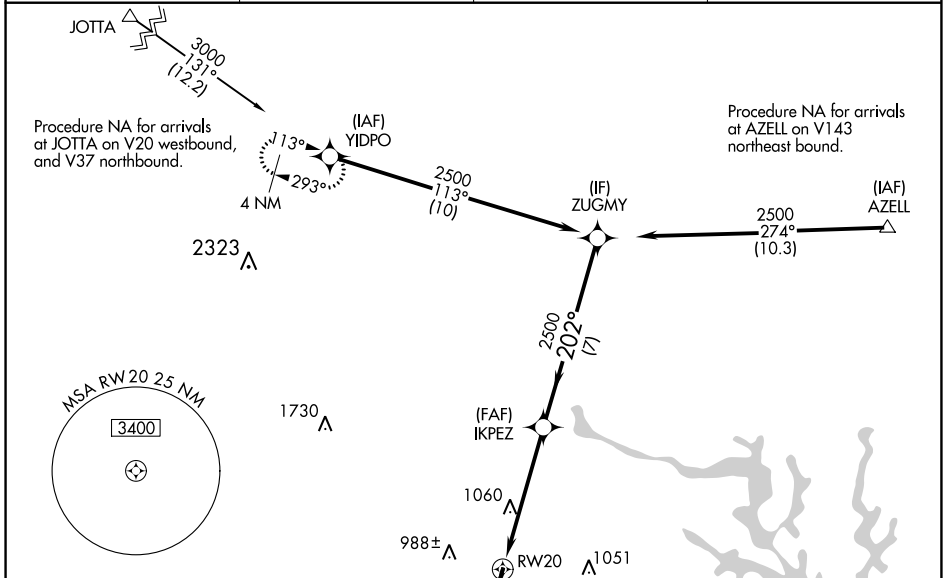 JOTTA
3000
131°
(12.2)
Procedure NA for arrivals
at JOTTA on V20 westbound,
and V37 northbound.
(IAF)
YIDPO
113°
293°
4 NM
2500
113°
(10)
Procedure NA for arrivals
at AZELL on V143
northeast bound.
(IF)
ZUGMY
(IAF)
AZELL
2500
274°
(10.3)
2323
2500
202°
(7)
MSA RW20 25 NM
3400
1730
(FAF)
IKPEZ
1060
988±
RW20
1051